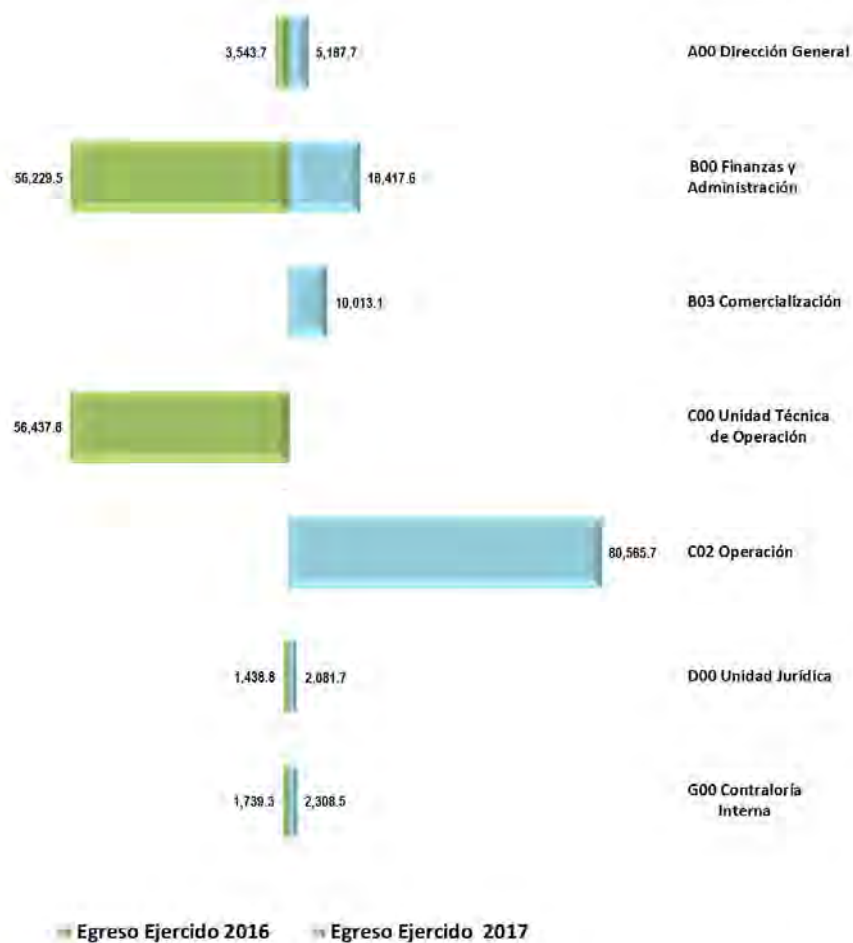 3,543.7 5,187.7 A00 Dirección General
56,229.5 18,417.6 B00 Finanzas y
Administración
10,013.1 B03 Comercialización
56,437.8 C00 Unidad Técnica
de Operación
80,565.7 C02 Operación
1,438.8 2,081.7 D00 Unidad Jurídica
1,739.3 2,308.5 G00 Contraloría
Interna
Egreso Ejercido 2016 Egreso Ejercido 2017